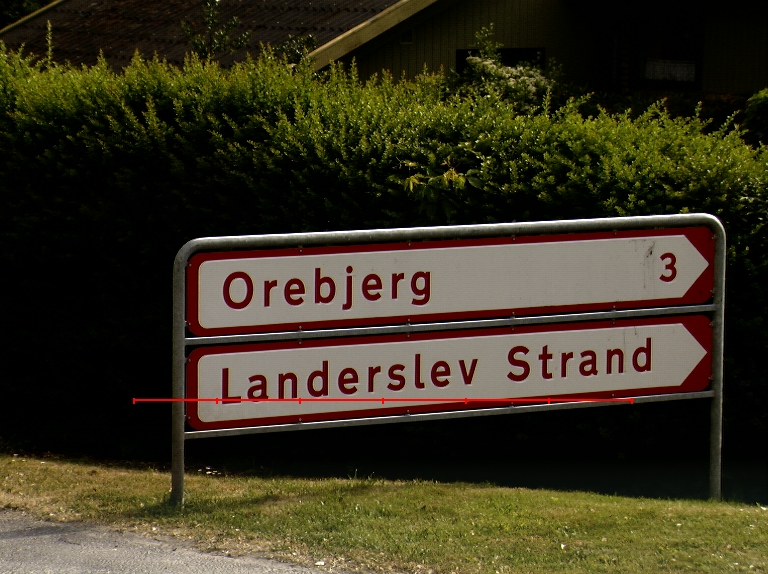 Orebjerg 3
Landerslev Strand